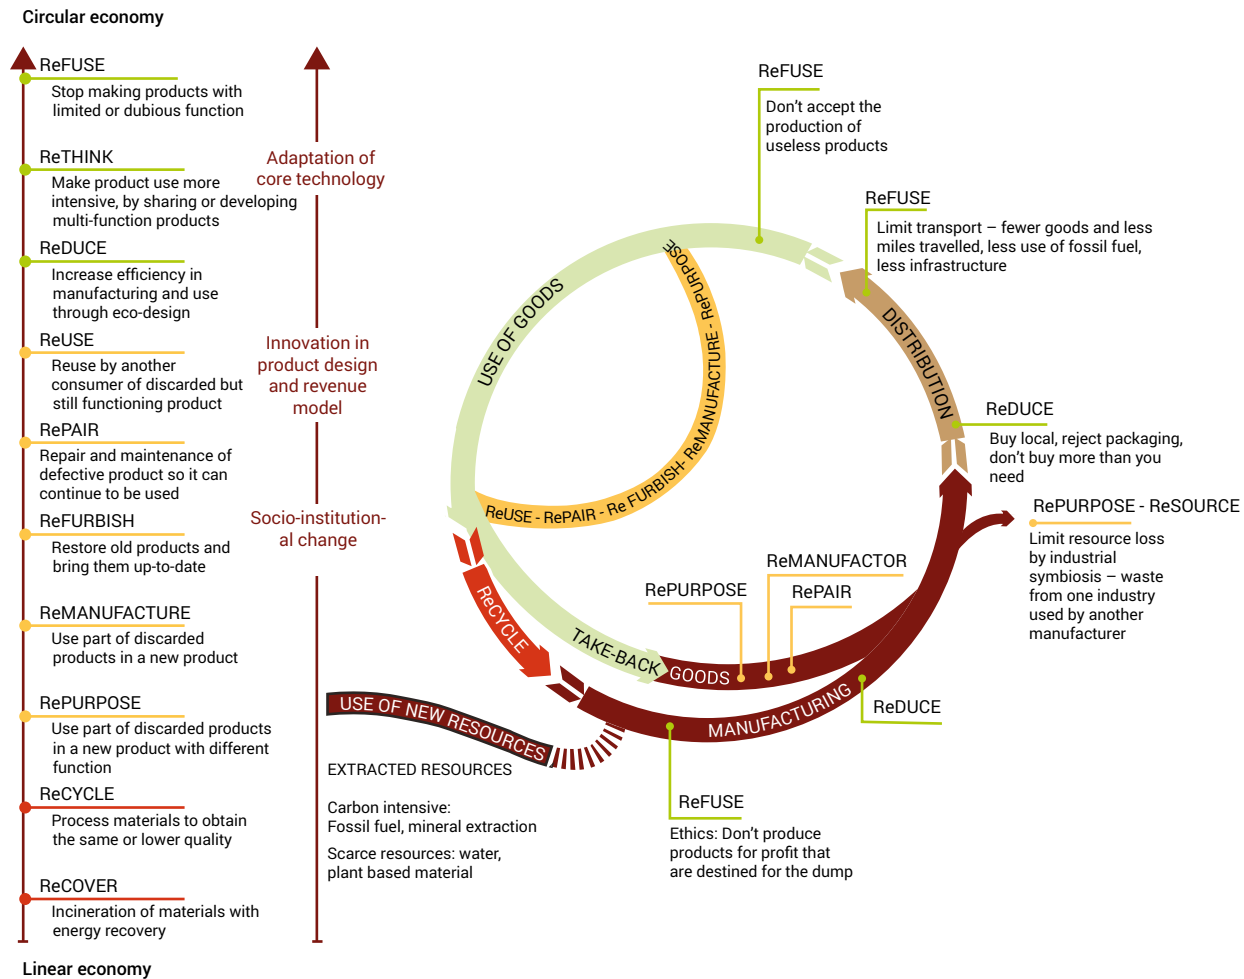 Circular economy
ReFUSE
Stop making products with
limited or dubious function
ReTHINK
Make product use more
intensive, by sharing or developing
multi-function products
ReDUCE
Increase efficiency in
manufacturing and use
through eco-design
ReUSE
Reuse by another
consumer of discarded but
still functioning product
RePAIR
Repair and maintenance of
defective product so it can
continue to be used
ReFURBISH
Restore old products and
bring them up-to-date
ReMANUFACTURE
Use part of discarded
products in a new product
RePURPOSE
Use part of discarded products
in a new product with different
function
ReCYCLE
Process materials to obtain
the same or lower quality
ReCOVER
Incineration of materials with
energy recovery
Linear economy
Adaptation of
core technology
Innovation in
product design
and revenue
model
Socio-institution-
al change
ReFUSE
Don't accept the
production of
useless products
ReFUSE
Limit transport – fewer goods and less
miles travelled, less use of fossil fuel,
less infrastructure
USE OF GOODS
DISTRIBUTION
ReUSE - RePAIR - Re FURBISH- ReMANUFACTURE - RePURPOSE
ReDUCE
Buy local, reject packaging,
don't buy more than you
need
RePURPOSE - ReSOURCE
Limit resource loss
by industrial
symbiosis – waste
from one industry
used by another
manufacturer
ReMANUFACTOR
RePURPOSE
RePAIR
ReCYCLE
TAKE-BACK
GOODS
MANUFACTURING
ReDUCE
USE OF NEW RESOURCES
EXTRACTED RESOURCES
Carbon intensive:
Fossil fuel, mineral extraction
Scarce resources: water,
plant based material
ReFUSE
Ethics: Don't produce
products for profit that
are destined for the dump